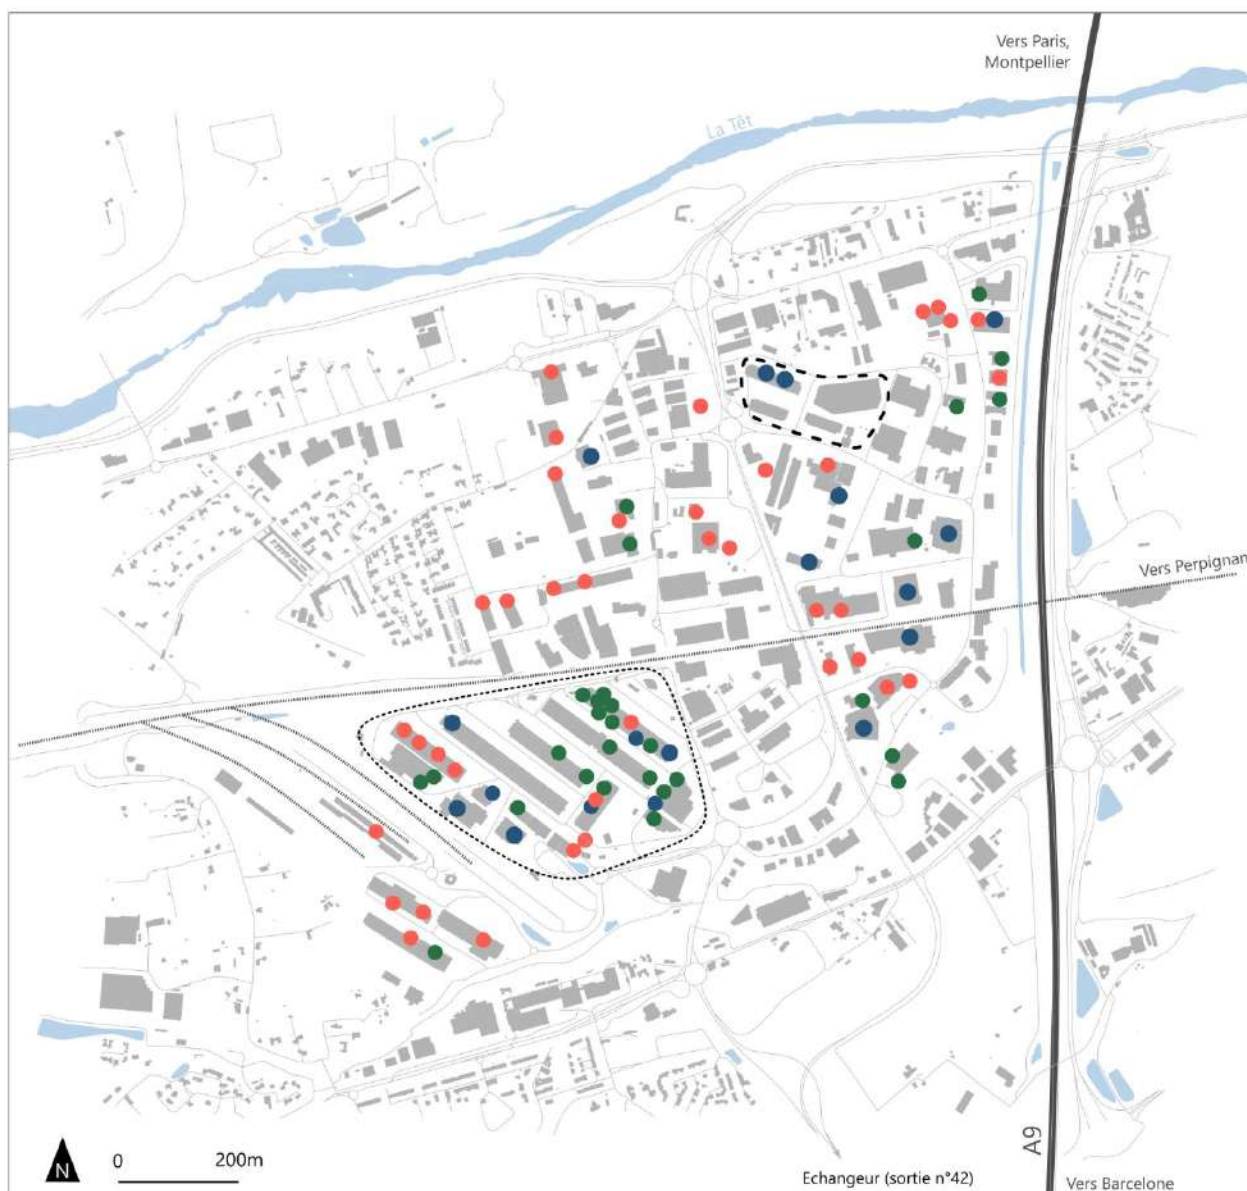 Vers Paris,
Montpellier
La Têt
Vers Perpignan
N
0 200m
A9
Echangeur (sortie n°42)
Vers Barcelone